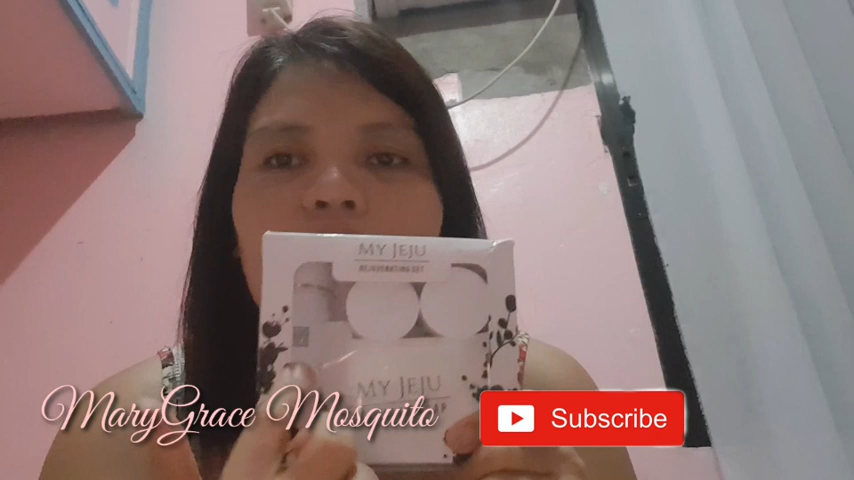 MY JEJU
REJUVENATING SET
MY JEJU
MaryGrace Mosquito
Subscribe